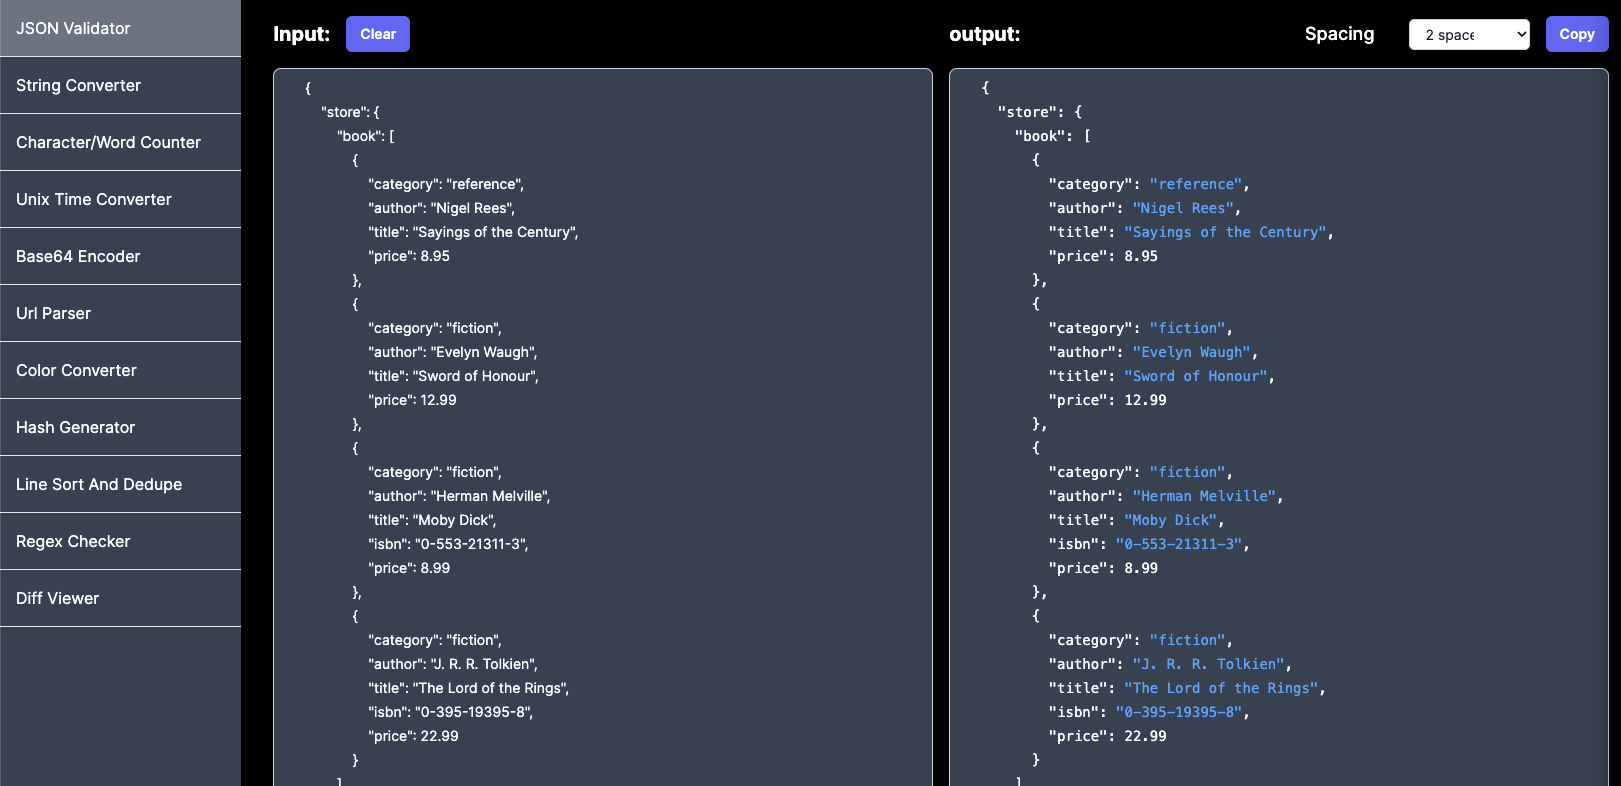 JSON Validator
String Converter
Character/Word Counter
Unix Time Converter
Base64 Encoder
Url Parser
Color Converter
Hash Generator
Line Sort And Dedupe
Regex Checker
Diff Viewer
Input: Clear
{
"store": {
"book": [
{
"category": "reference",
"author": "Nigel Rees",
"title": "Sayings of the Century",
"price": 8.95
},
{
"category": "fiction",
"author": "Evelyn Waugh",
"title": "Sword of Honour",
"price": 12.99
},
{
"category": "fiction",
"author": "Herman Melville",
"title": "Moby Dick",
"isbn": "0-553-21311-3",
"price": 8.99
},
{
"category": "fiction",
"author": "J. R. R. Tolkien",
"title": "The Lord of the Rings",
"isbn": "0-395-19395-8",
"price": 22.99
}
]
output: Spacing 2 space Copy
{
"store": {
"book": [
{
"category": "reference",
"author": "Nigel Rees",
"title": "Sayings of the Century",
"price": 8.95
},
{
"category": "fiction",
"author": "Evelyn Waugh",
"title": "Sword of Honour",
"price": 12.99
},
{
"category": "fiction",
"author": "Herman Melville",
"title": "Moby Dick",
"isbn": "0-553-21311-3",
"price": 8.99
},
{
"category": "fiction",
"author": "J. R. R. Tolkien",
"title": "The Lord of the Rings",
"isbn": "0-395-19395-8",
"price": 22.99
}
]